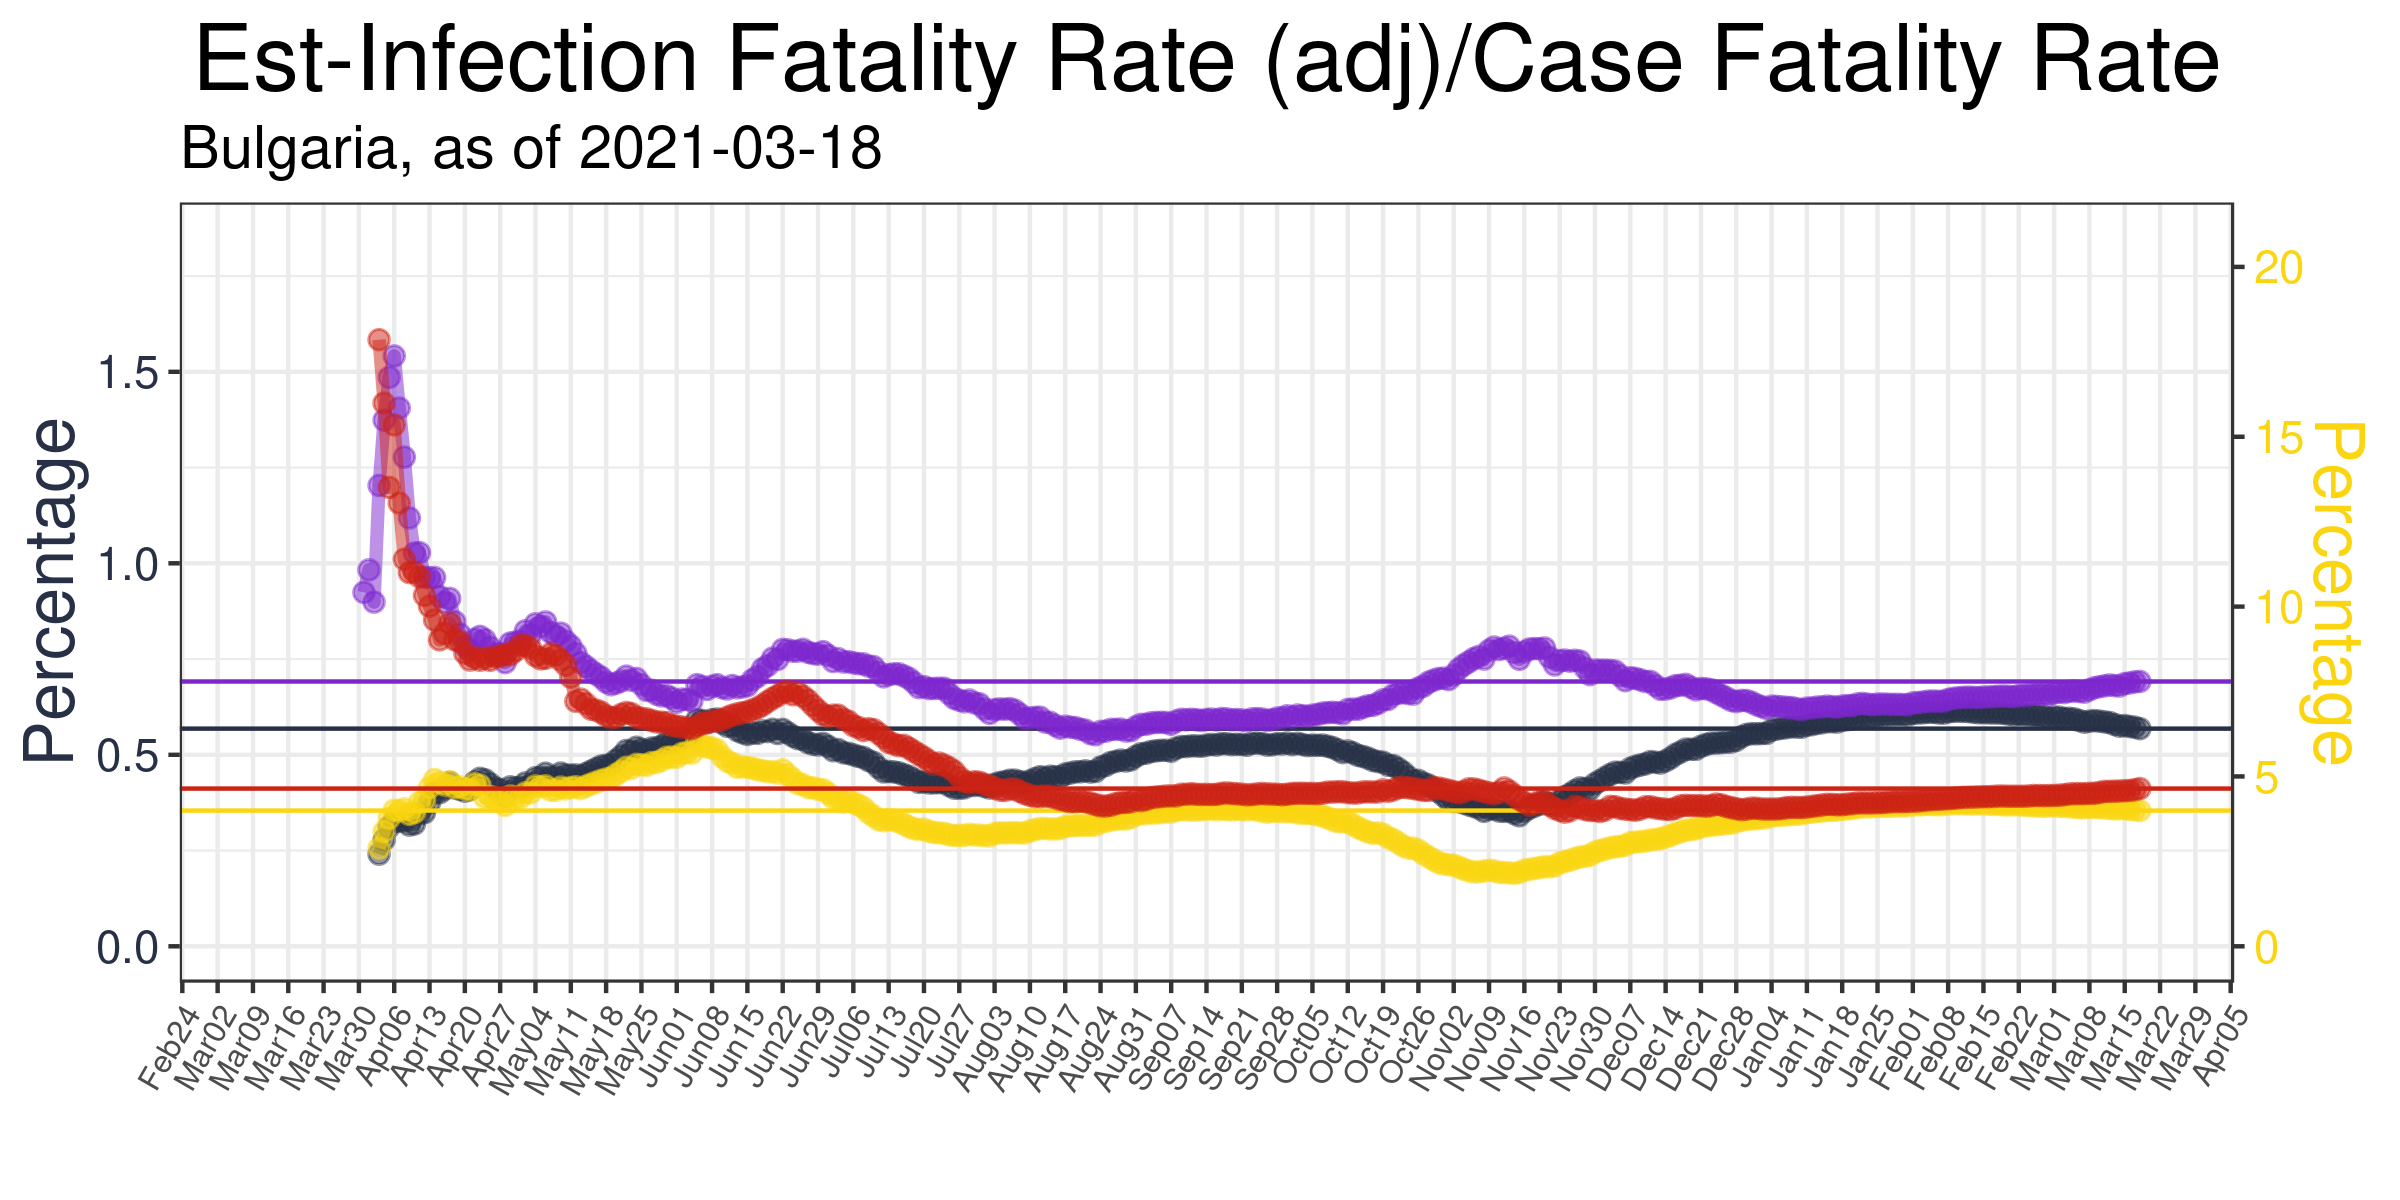 Est-Infection Fatality Rate (adj)/Case Fatality Rate
Bulgaria, as of 2021-03-18
Percentage
1.5
1.0
0.5
0.0
20
15
10
5
0
Percentage
Feb24
Mar02
Mar09
Mar16
Mar23
Mar30
Apr06
Apr13
Apr20
Apr27
May04
May11
May18
May25
Jun01
Jun08
Jun15
Jun22
Jun29
Jul06
Jul13
Jul20
Jul27
Aug03
Aug10
Aug17
Aug24
Aug31
Sep07
Sep14
Sep21
Sep28
Oct05
Oct12
Oct19
Oct26
Nov02
Nov09
Nov16
Nov23
Nov30
Dec07
Dec14
Dec21
Dec28
Jan04
Jan11
Jan18
Jan25
Feb01
Feb08
Feb15
Feb22
Mar01
Mar08
Mar15
Mar22
Mar29
Apr05